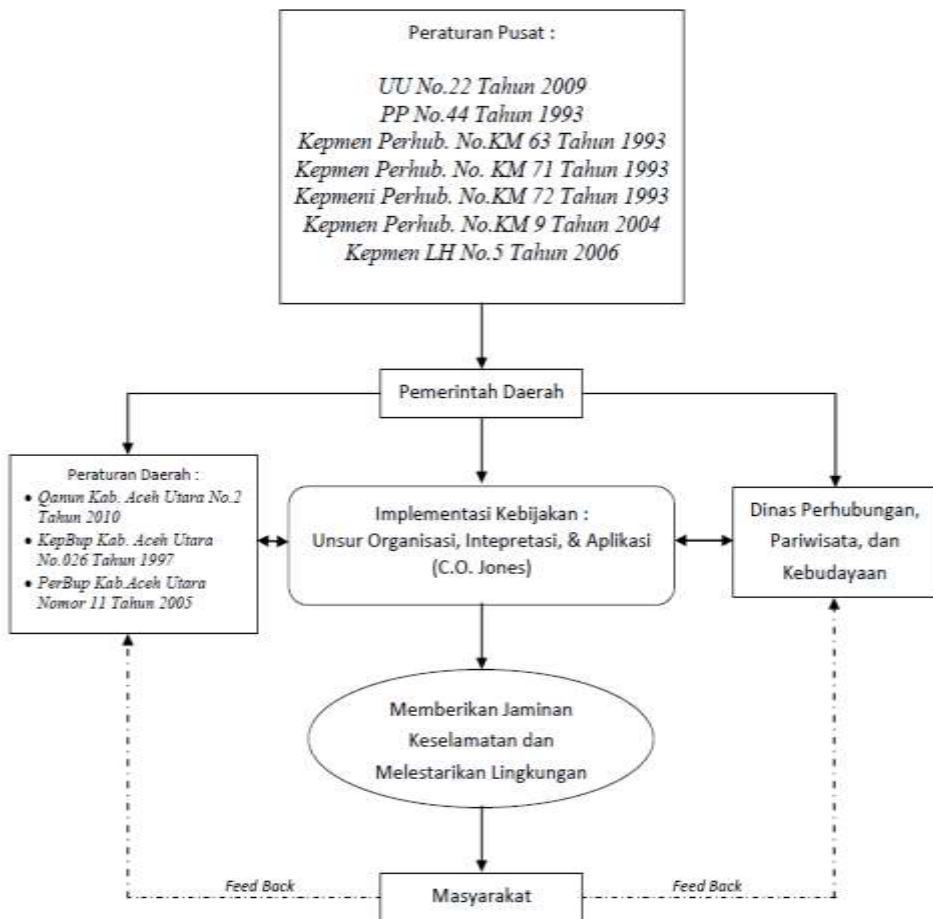 Peraturan Pusat :
UU No.22 Tahun 2009
PP No.44 Tahun 1993
Kepmen Perhub. No.KM 63 Tahun 1993
Kepmen Perhub. No. KM 71 Tahun 1993
Kepmeni Perhub. No.KM 72 Tahun 1993
Kepmen Perhub. No.KM 9 Tahun 2004
Kepmen LH No.5 Tahun 2006
Pemerintah Daerah
Peraturan Daerah :
• Qanun Kab. Aceh Utara No.2
Tahun 2010
• KepBup Kab. Aceh Utara
No.026 Tahun 1997
• PerBup Kab.Aceh Utara
Nomor 11 Tahun 2005
Implementasi Kebijakan :
Unsur Organisasi, Intepretasi, & Aplikasi
(C.O. Jones)
Dinas Perhubungan,
Pariwisata, dan
Kebudayaan
Memberikan Jaminan
Keselamatan dan
Melestarikan Lingkungan
Feed Back
Masyarakat
Feed Back